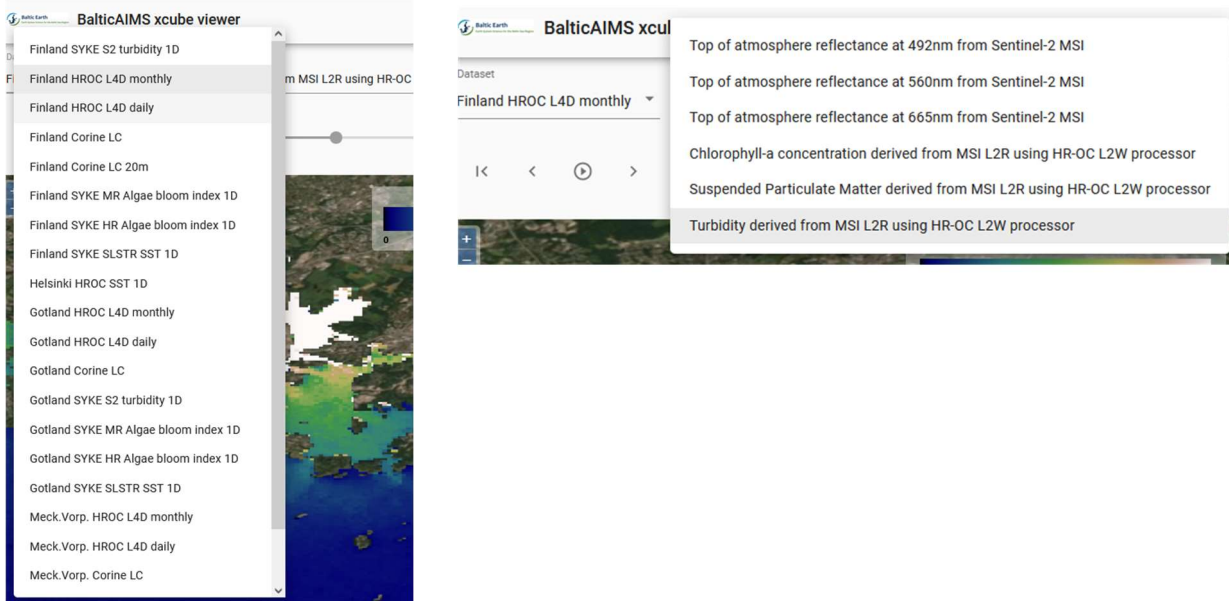 Baltic Earth
BalticAIMS xcube viewer
Finland SYKE S2 turbidity 1D
Finland HROC L4D monthly
m MSI L2R using HR-OC
Finland HROC L4D daily
Finland Corine LC
Finland Corine LC 20m
Finland SYKE MR Algae bloom index 1D
Finland SYKE HR Algae bloom index 1D
0
Finland SYKE SLSTR SST 1D
Helsinki HROC SST 1D
Gotland HROC L4D monthly
Gotland HROC L4D daily
Gotland Corine LC
Gotland SYKE S2 turbidity 1D
Gotland SYKE MR Algae bloom index 1D
Gotland SYKE HR Algae bloom index 1D
Gotland SYKE SLSTR SST 1D
Meck.Vorp. HROC L4D monthly
Meck.Vorp. HROC L4D daily
Meck.Vorp. Corine LC
Baltic Earth
BalticAIMS xcu
Dataset
Finland HROC L4D monthly
Top of atmosphere reflectance at 492nm from Sentinel-2 MSI
Top of atmosphere reflectance at 560nm from Sentinel-2 MSI
Top of atmosphere reflectance at 665nm from Sentinel-2 MSI
Chlorophyll-a concentration derived from MSI L2R using HR-OC L2W processor
Suspended Particulate Matter derived from MSI L2R using HR-OC L2W processor
Turbidity derived from MSI L2R using HR-OC L2W processor